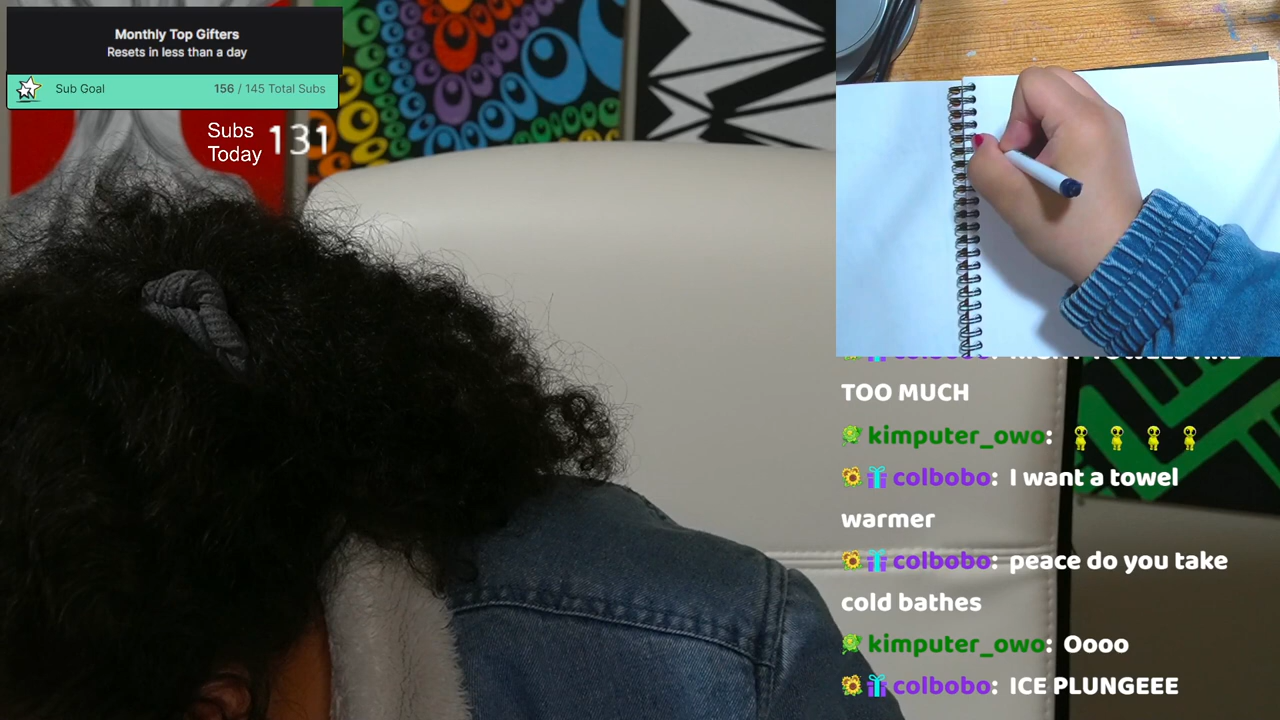 Monthly Top Gifters
Resets in less than a day
Sub Goal 156 / 145 Total Subs
Subs Today 131
TOO MUCH
kimputer_owo:
colbobo: I want a towel
warmer
colbobo: peace do you take
cold bathes
kimputer_owo: Oooo
colbobo: ICE PLUNGEEE